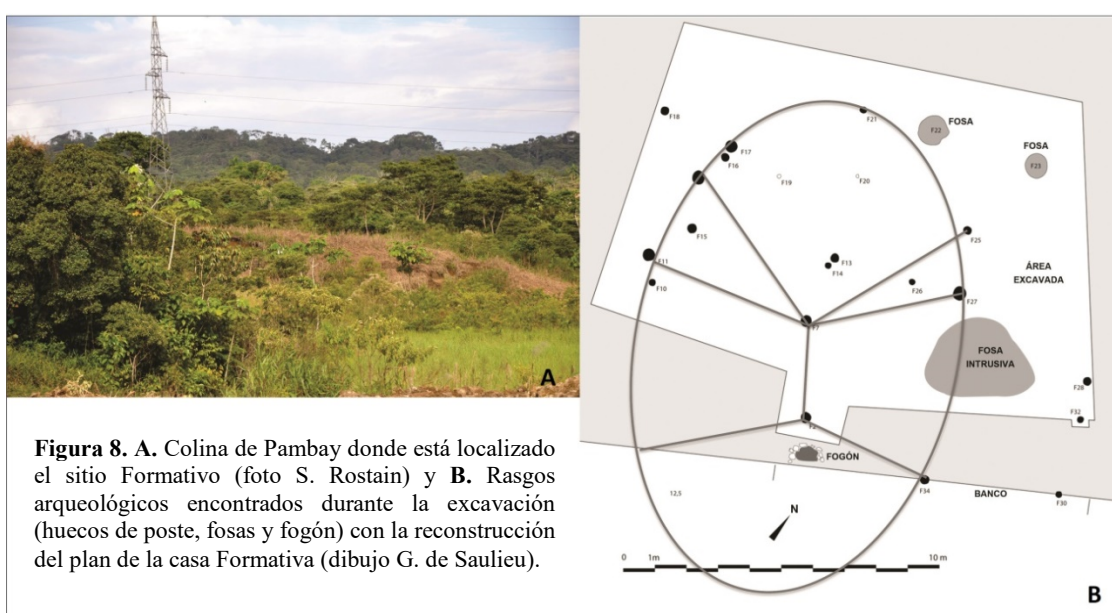 A
Figura 8. A. Colina de Pambay donde está localizado
el sitio Formativo (foto S. Rostain) y B. Rasgos
arqueológicos encontrados durante la excavación
(huecos de poste, fosas y fogón) con la reconstrucción
del plan de la casa Formativa (dibujo G. de Saulieu).
F18
F21
F22
FOSA
FOSA
F23
F17
F16
F19
F20
F15
F25
F11
F10
F13
F14
F26
F27
ÁREA
EXCAVADA
F7
FOSA
INTRUSIVA
F28
F32
F2
FOGÓN
F34
BANCO
F30
12,5
N
0 1m 10 m
B